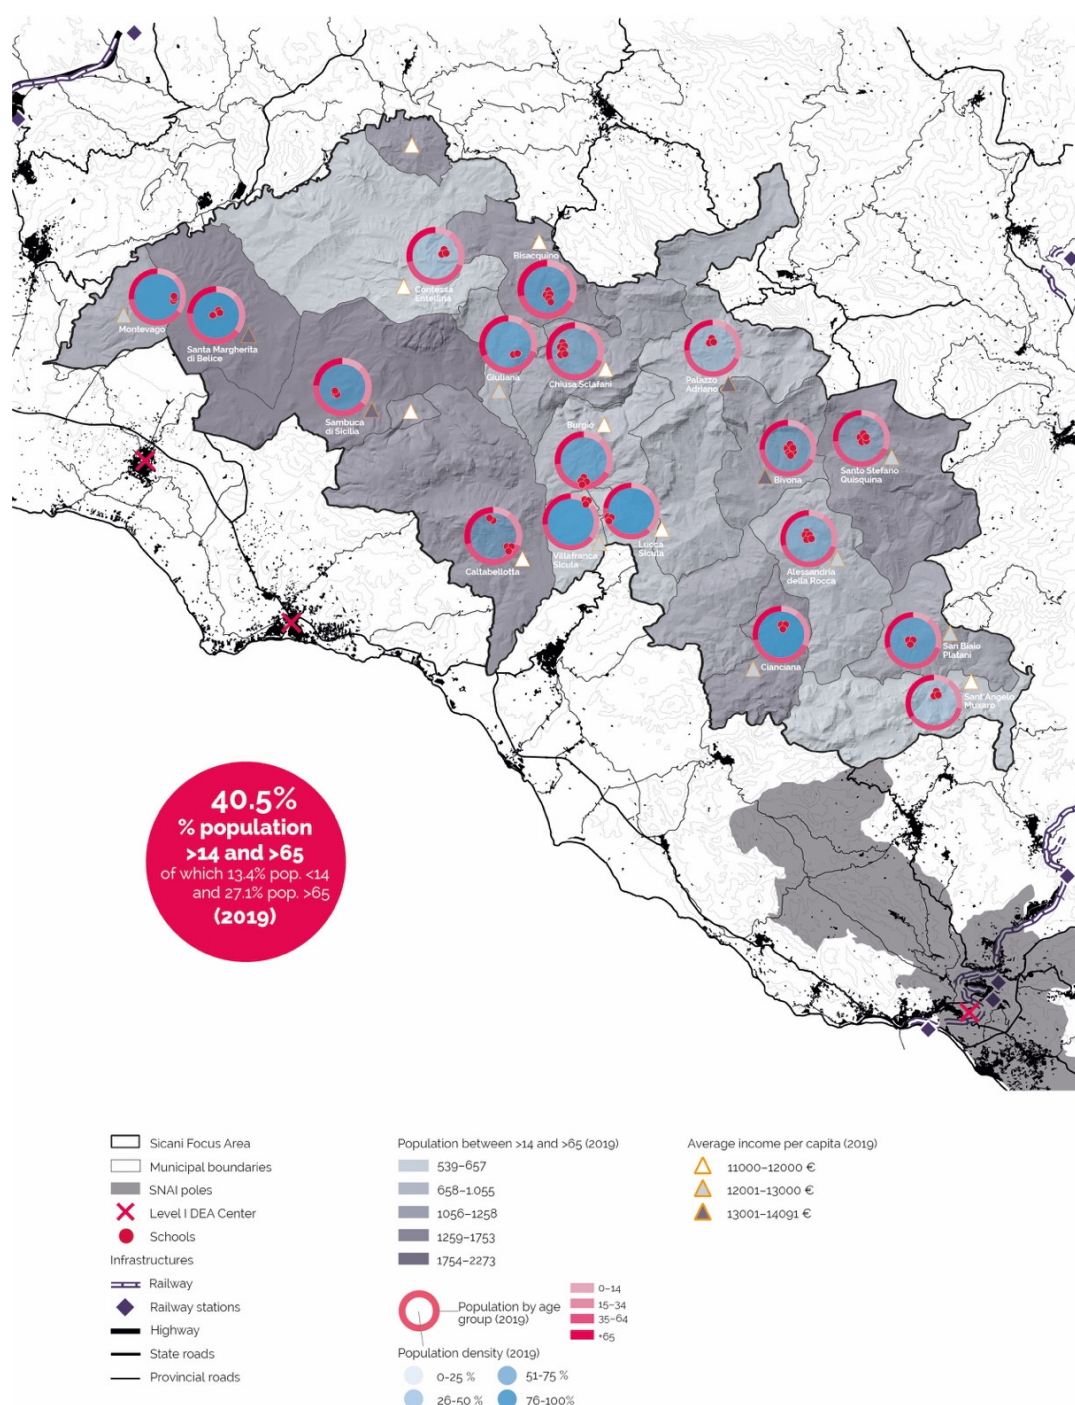 Bisacquino
Contessa
Entellina
Montevago
Santa Margherita
di Belice
Giuliana
Chiusa Sclafani
Palazzo
Adriano
Sambuca
di Sicilia
Burgio
Bivona
Santo Stefano
Quisquina
Caltabellotta
Villafranca
Sicula
Lucca
Sicula
Alessandria
della Rocca
Cianciana
San Biaio
Platani
Sant'Angelo
Muxaro
40.5%
% population
>14 and >65
of which 13.4% pop. <14
and 27.1% pop. >65
(2019)
Sicani Focus Area
Municipal boundaries
SNAI poles
Level I DEA Center
Schools
Infrastructures
Railway
Railway stations
Highway
State roads
Provincial roads
Population between >14 and >65 (2019)
539–657
658–1.055
1056–1258
1259–1753
1754–2273
Population by age
group (2019)
0–14
15–34
35–64
+65
Population density (2019)
0-25 %
51-75 %
26-50 %
76-100%
Average income per capita (2019)
11000–12000 €
12001–13000 €
13001–14091 €